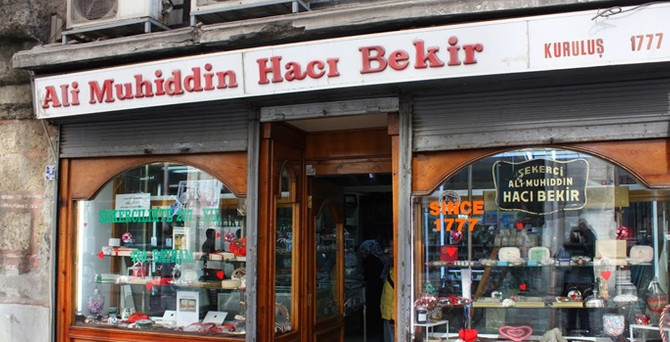 Ali Muhiddin Hacı Bekir
KURULUŞ 1777
SINCE
1777
ŞEKERCİ
ALİ MUHİDDİN
HACI BEKİR